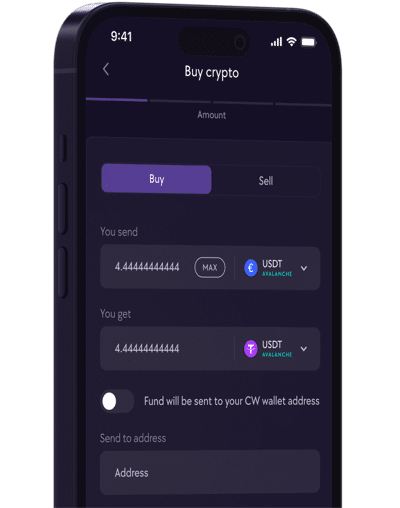 9:41
Buy crypto
Amount
Buy
Sell
You send
4.44444444444
MAX
USDT
AVALANCHE
You get
4.44444444444
USDT
AVALANCHE
Fund will be sent to your CW wallet address
Send to address
Address